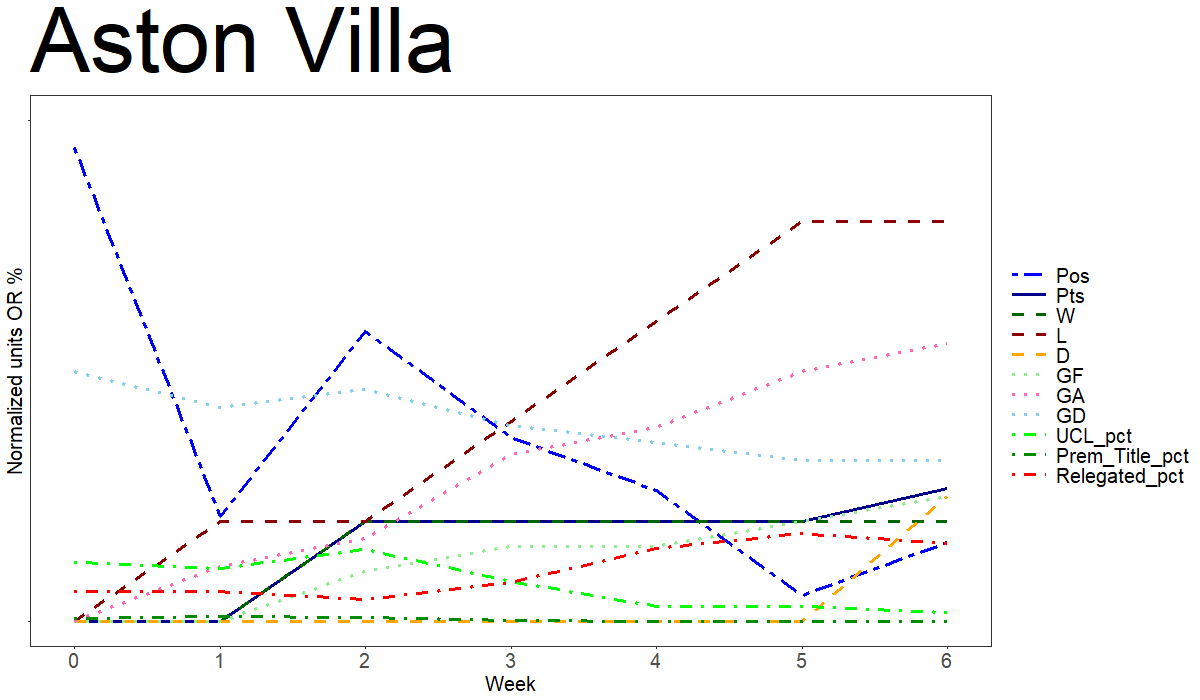 Aston Villa
Normalized units OR %
0 1 2 3 4 5 6
Week
Pos
Pts
W
L
D
GF
GA
GD
UCL_pct
Prem_Title_pct
Relegated_pct